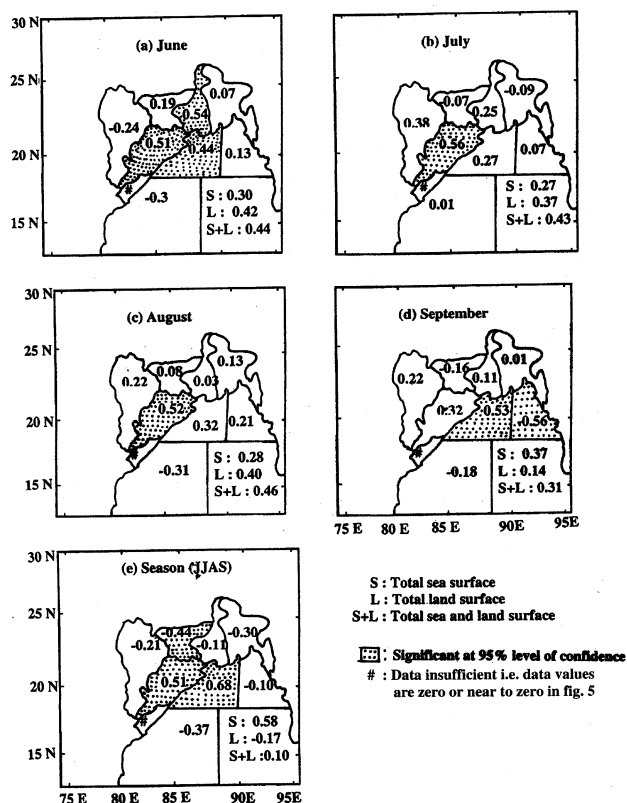 30 N
25 N
20 N
15 N
(a) June
0.07
0.19
0.54
-0.24
0.51
0.44
0.13
#
-0.3
S : 0.30
L : 0.42
S+L : 0.44
(b) July
-0.09
-0.07
0.25
0.38
0.56
0.27
0.07
#
0.01
S : 0.27
L : 0.37
S+L : 0.43
30 N
25 N
20 N
15 N
(c) August
0.13
0.08
0.03
0.22
0.52
0.32
0.21
#
-0.31
S : 0.28
L : 0.40
S+L : 0.46
(d) September
0.01
-0.16
0.11
0.22
0.32
-0.53
-0.56
#
-0.18
S : 0.37
L : 0.14
S+L : 0.31
75 E 80 E 85 E 90E 95E
30 N
25 N
20 N
15 N
(e) Season (JJAS)
-0.44
-0.30
-0.21
-0.11
0.51
0.68
-0.10
#
-0.37
S : 0.58
L : -0.17
S+L :0.10
75 E 80 E 85 E 90E 95E
S : Total sea surface
L : Total land surface
S+L : Total sea and land surface
: Significant at 95% level of confidence
# : Data insufficient i.e. data values
are zero or near to zero in fig. 5